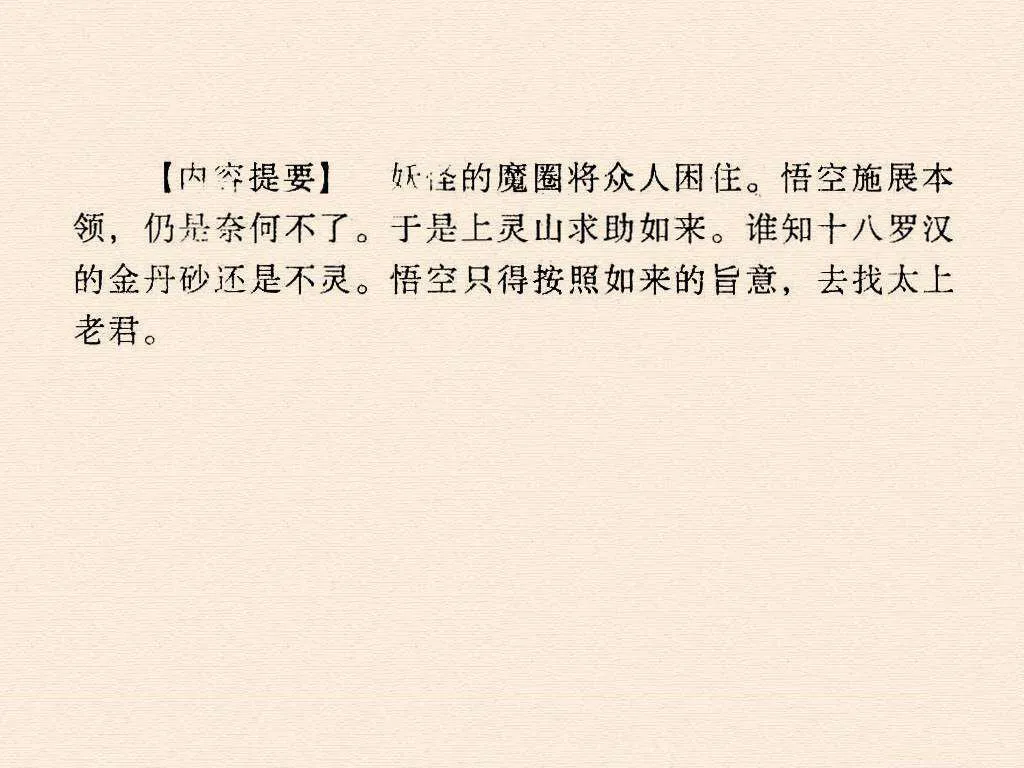 【内容提要】 妖怪的魔圈将众人困住。悟空施展本
领，仍是奈何不了。于是上灵山求助如来。谁知十八罗汉
的金丹砂还是不灵。悟空只得按照如来的旨意，去找太上
老君。